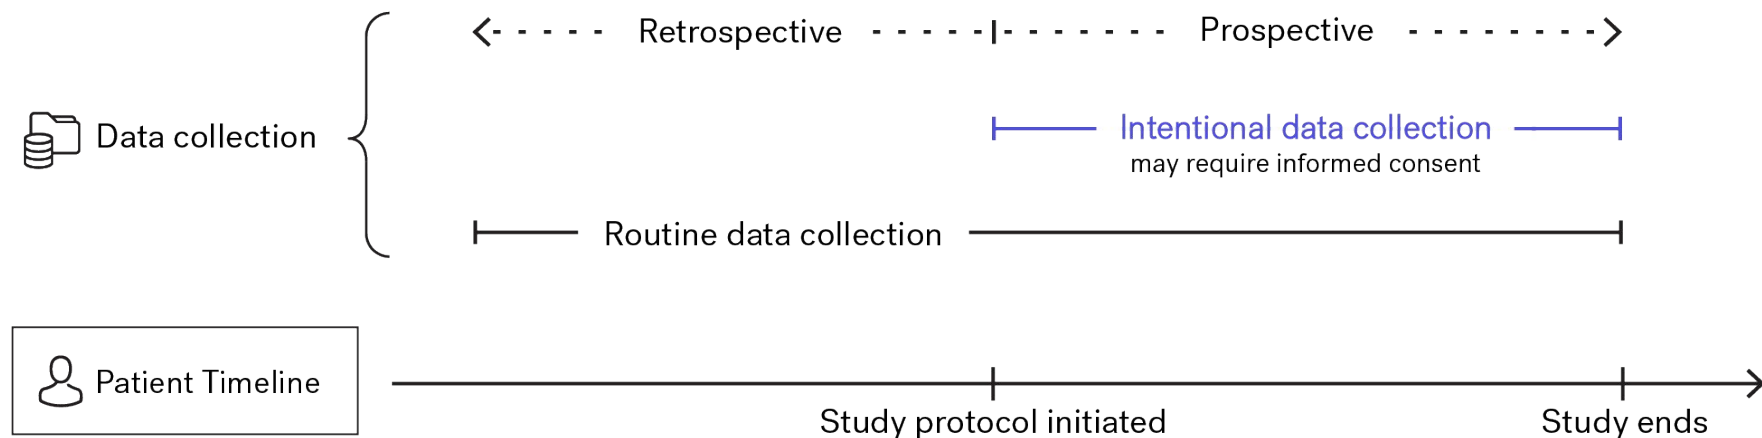 Retrospective
Prospective
Data collection
Intentional data collection
may require informed consent
Routine data collection
Patient Timeline
Study protocol initiated
Study ends